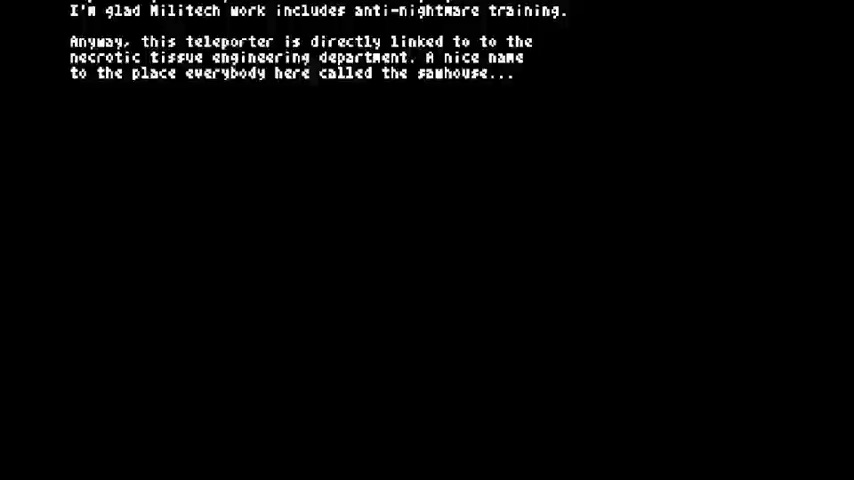 I'm glad Militech work includes anti-nightmare training.
Anyway, this teleporter is directly linked to to the
necrotic tissue engineering department. A nice name
to the place everybody here called the sawhouse...